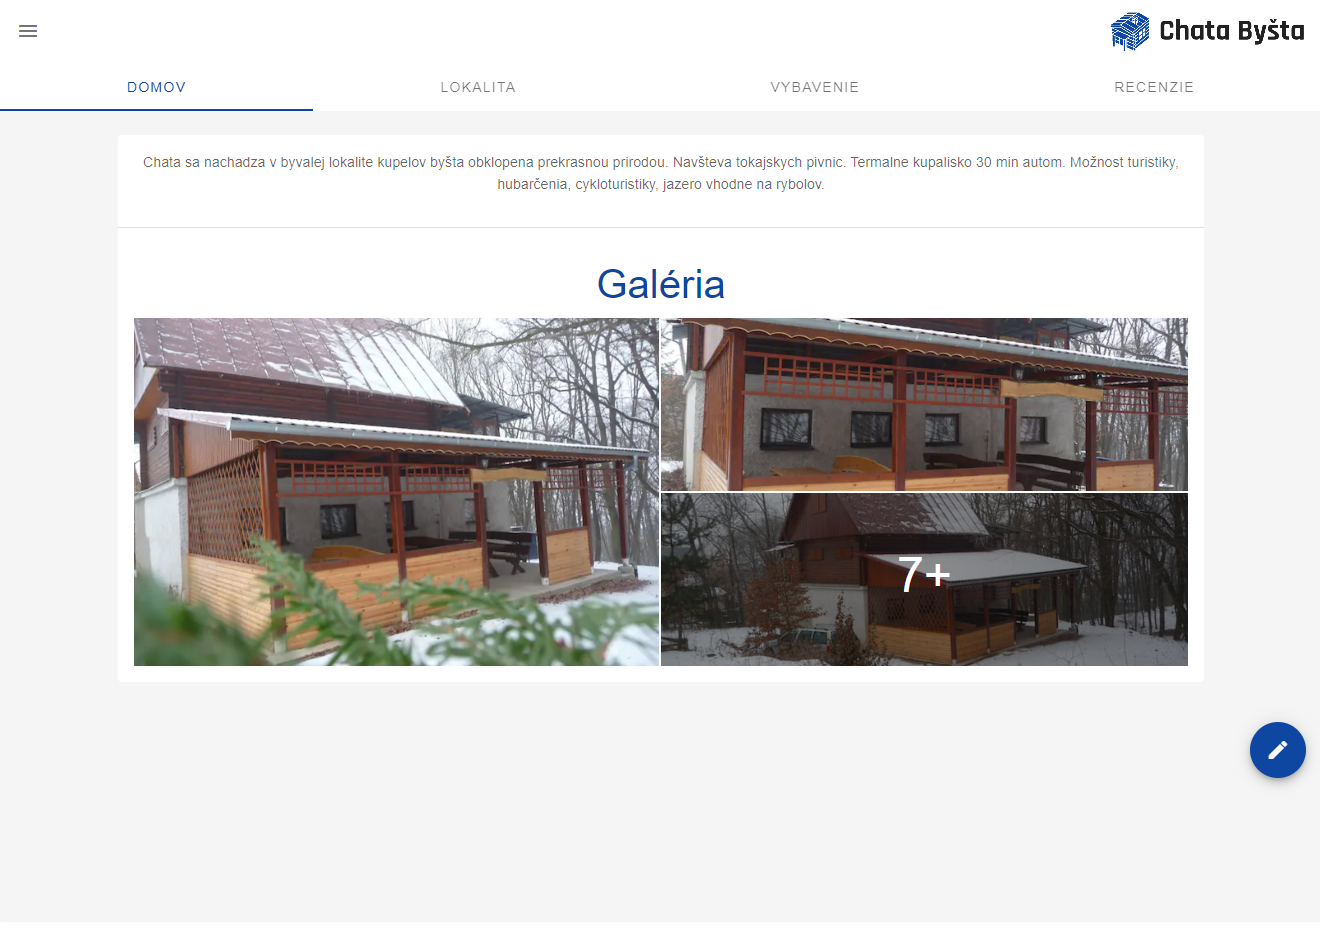 Chata Byšta
DOMOV
LOKALITA
VYBAVENIE
RECENZIE
Chata sa nachadza v byvalej lokalite kupelov byšta obklopena prekrasnou prirodou. Navšteva tokajskych pivnic. Termalne kupalisko 30 min autom. Možnost turistiky,
hubarčenia, cykloturistiky, jazero vhodne na rybolov.
Galéria
7+